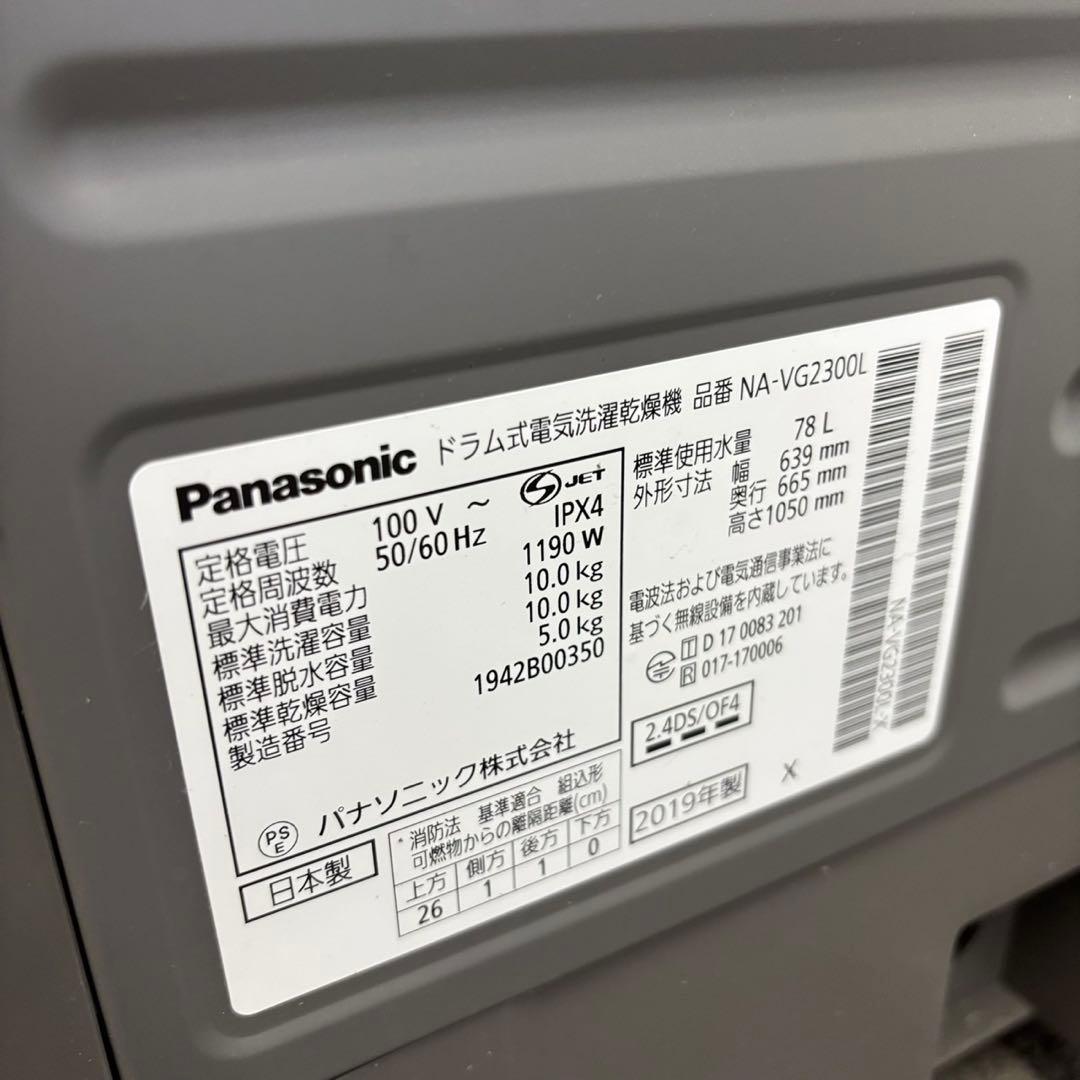 Panasonic ドラム式電気洗濯乾燥機 品番 NA-VG2300L
定格電圧 100 V ~ S JET
定格周波数 50/60 Hz IPX4
最大消費電力 1190 W
標準洗濯容量 10.0 kg
標準脱水容量 10.0 kg
標準乾燥容量 5.0 kg
製造番号 1942B00350
PS E パナソニック株式会社
日本製
・消防法 基準適合 組込形
可燃物からの離隔距離(cm)
上方 側方 後方 下方
26 1 1 0
標準使用水量 78 L
外形寸法 幅 639 mm
奥行 665 mm
高さ 1050 mm
電波法および電気通信事業法に
基づく無線設備を内蔵しています。
T D 17 0083 201
R 017-170006
2.4DS/OF4
2019年製
X
NA-VG2300L-X